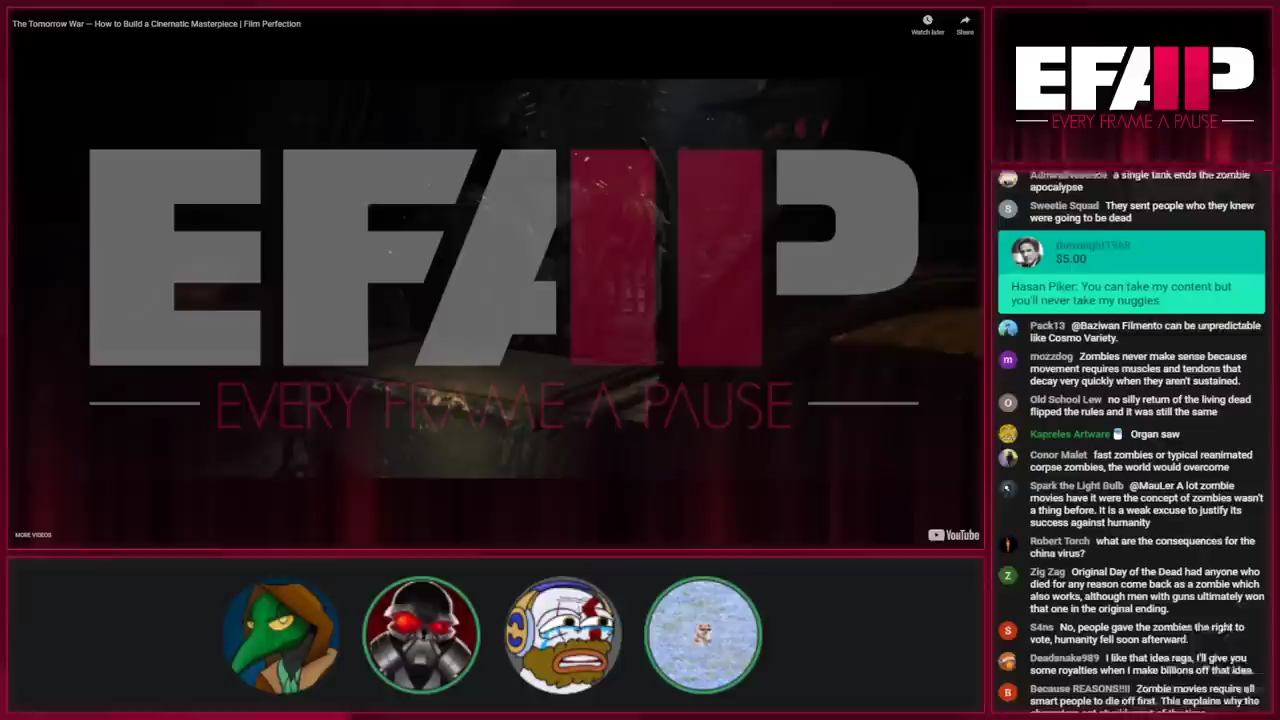 The Tomorrow War — How to Build a Cinematic Masterpiece | Film Perfection
Watch later
Share
EFAP
EVERY FRAME A PAUSE
MORE VIDEOS
YouTube
EFAP
EVERY FRAME A PAUSE
a single tank ends the zombie
apocalypse
Sweetie Squad They sent people who they knew
were going to be dead
$5.00
Hasan Piker: You can take my content but
you'll never take my nuggies
Pack13 @Baziwan Filmento can be unpredictable
like Cosmo Variety.
mozzdog Zombies never make sense because
movement requires muscles and tendons that
decay very quickly when they aren't sustained.
Old School Lew no silly return of the living dead
flipped the rules and it was still the same
Kapreles Artware Organ saw
Conor Malet fast zombies or typical reanimated
corpse zombies, the world would overcome
Spark the Light Bulb @MauLer A lot zombie
movies have it were the concept of zombies wasn't
a thing before. It is a weak excuse to justify its
success against humanity
Robert Torch what are the consequences for the
china virus?
Zig Zag Original Day of the Dead had anyone who
died for any reason come back as a zombie which
also works, although men with guns ultimately won
that one in the original ending.
S4ns No, people gave the zombies the right to
vote, humanity fell soon afterward.
Deadsnake989 I like that idea rags, I'll give you
some royalties when I make billions off that idea.
Because REASONS!!!! Zombie movies require all
smart people to die off first. This explains why the